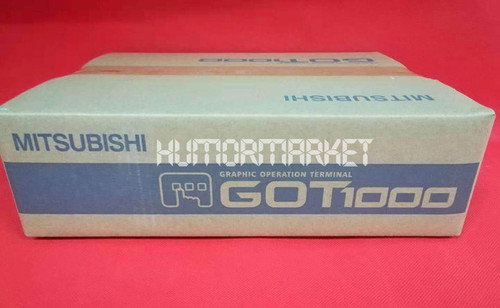 GOT1000
MITSUBISHI
MITSUBISHI
HUMORMARKET
GRAPHIC OPERATION TERMINAL
GOT1000